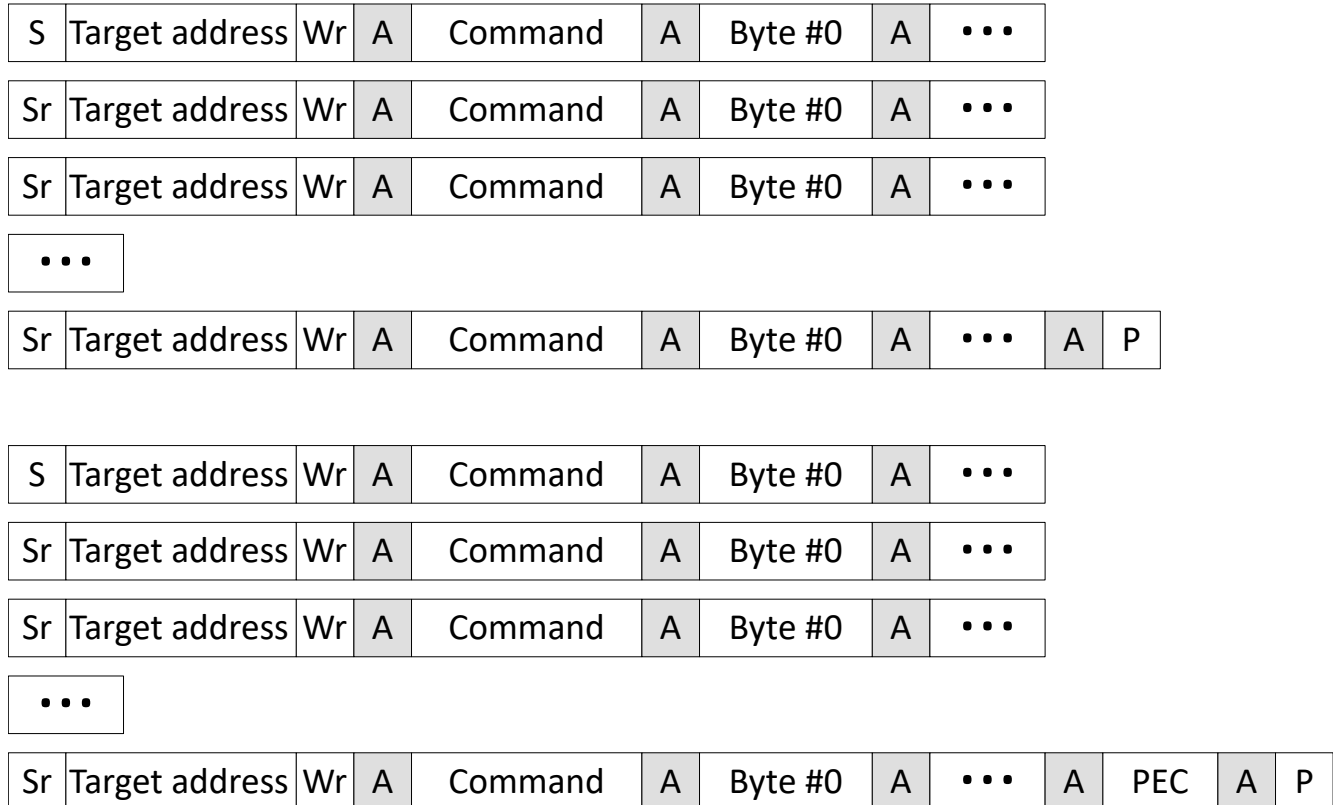 S Target address Wr A Command A Byte #0 A •••
Sr Target address Wr A Command A Byte #0 A •••
Sr Target address Wr A Command A Byte #0 A •••
•••
Sr Target address Wr A Command A Byte #0 A ••• A P
S Target address Wr A Command A Byte #0 A •••
Sr Target address Wr A Command A Byte #0 A •••
Sr Target address Wr A Command A Byte #0 A •••
•••
Sr Target address Wr A Command A Byte #0 A ••• A PEC A P